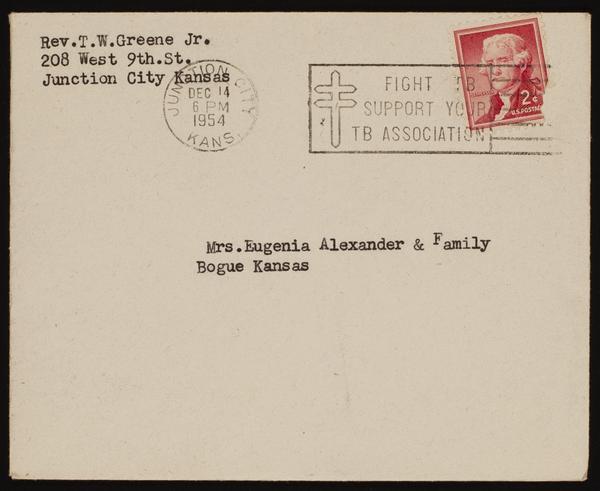 Rev.T.W.Greene Jr.
208 West 9th.St.
Junction City Kansas
JUNCTION CITY
DEC 14
6 PM
1954
KANS.
FIGHT TB
SUPPORT YOUR
TB ASSOCIATION
2¢
U.S. POSTAGE
Mrs.Eugenia Alexander & Family
Bogue Kansas